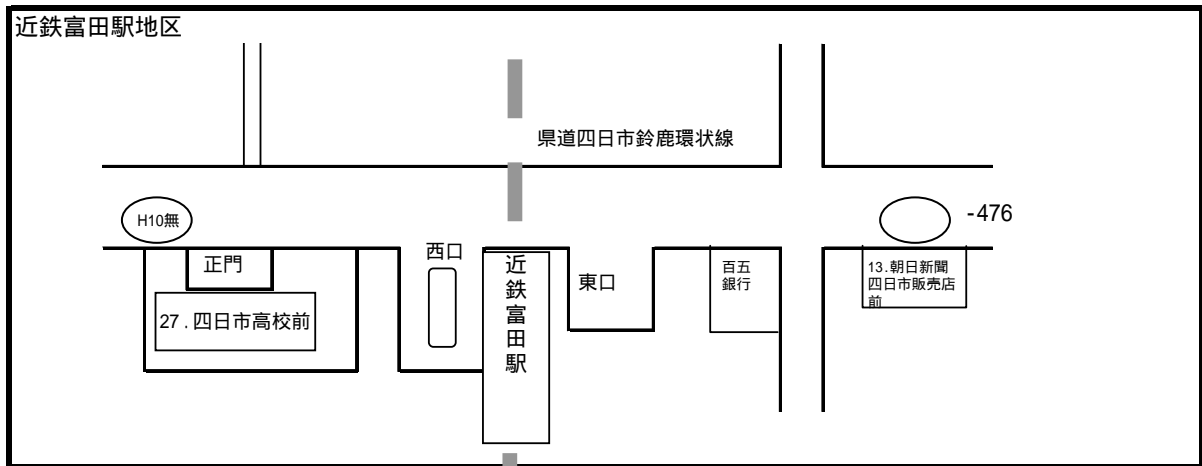 近鉄富田駅地区
県道四日市鈴鹿環状線
H10無
-476
正門
27.四日市高校前
西口
近鉄富田駅
東口
百五
銀行
13.朝日新聞
四日市販売店
前